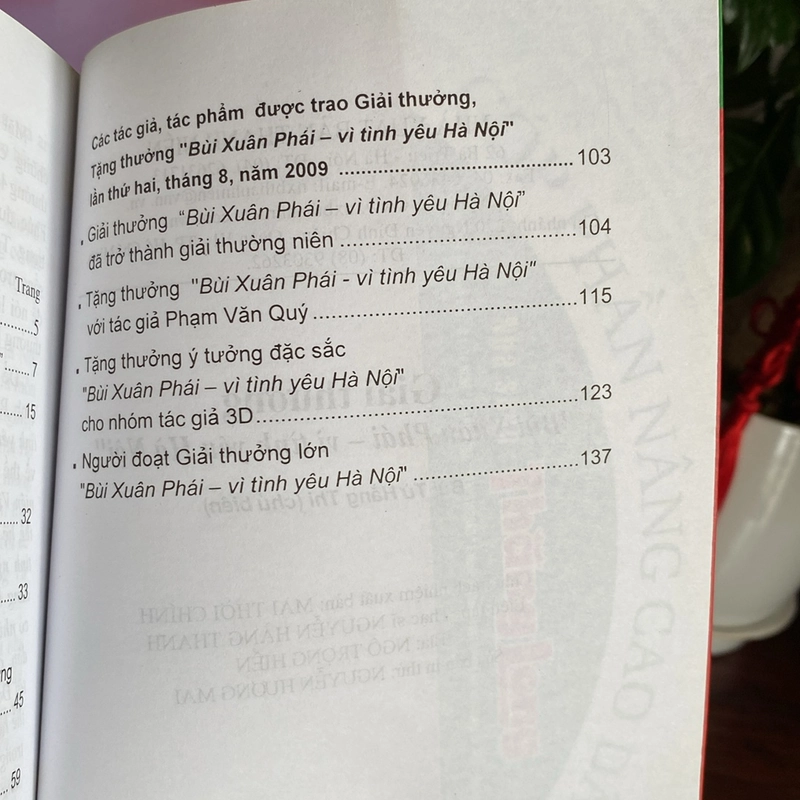 Trang
..........5
"........7
.......15
......32
.....33
ng
.....45
....59
Các tác giả, tác phẩm được trao Giải thưởng,
Tặng thưởng "Bùi Xuân Phái – vì tình yêu Hà Nội"
lần thứ hai, tháng 8, năm 2009 ....................................103
. Giải thưởng “Bùi Xuân Phái – vì tình yêu Hà Nội”
đã trở thành giải thường niên ....................................104
. Tặng thưởng "Bùi Xuân Phái - vì tình yêu Hà Nội"
với tác giả Phạm Văn Quý........................................115
. Tặng thưởng ý tưởng đặc sắc
"Bùi Xuân Phái – vì tình yêu Hà Nội"
cho nhóm tác giả 3D..................................................123
. Người đoạt Giải thưởng lớn
"Bùi Xuân Phái – vì tình yêu Hà Nội" .........................137